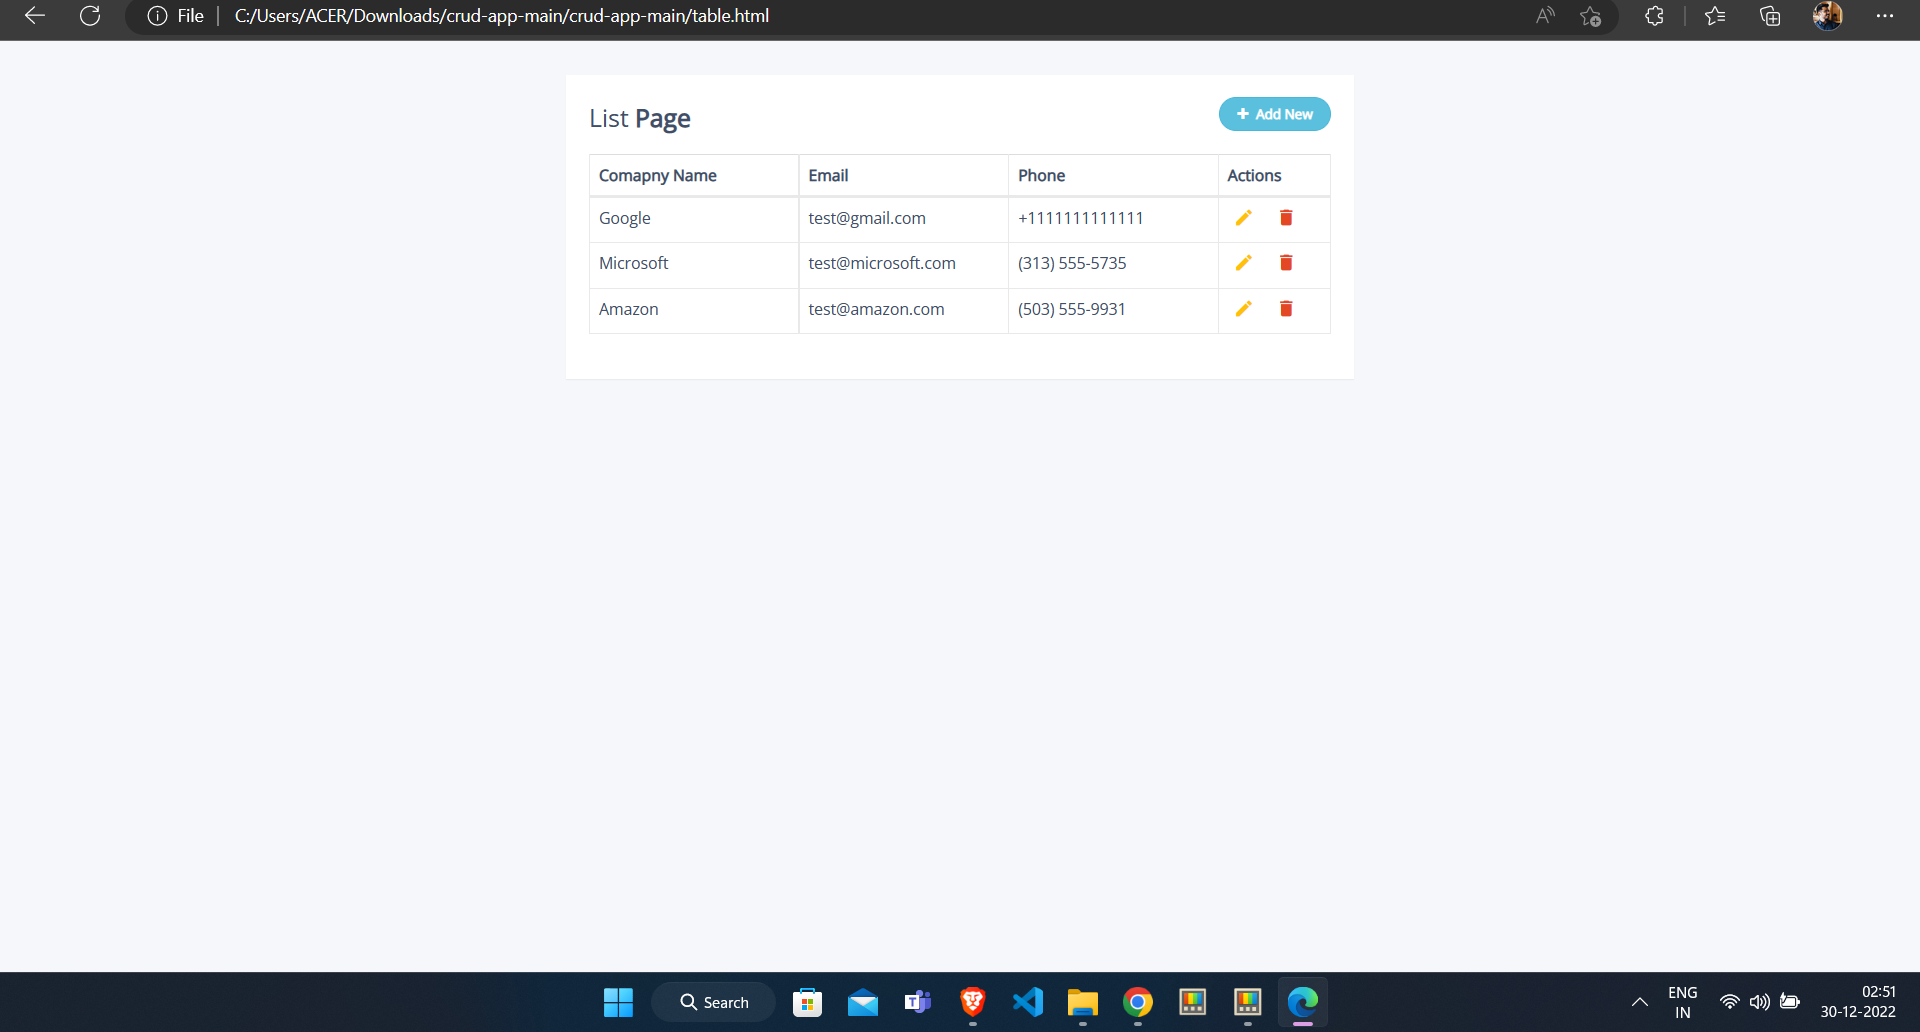 File C:/Users/ACER/Downloads/crud-app-main/crud-app-main/table.html
List Page
+ Add New
Comapny Name Email Phone Actions
Google test@gmail.com +1111111111111
Microsoft test@microsoft.com (313) 555-5735
Amazon test@amazon.com (503) 555-9931
Search
ENG
IN
02:51
30-12-2022